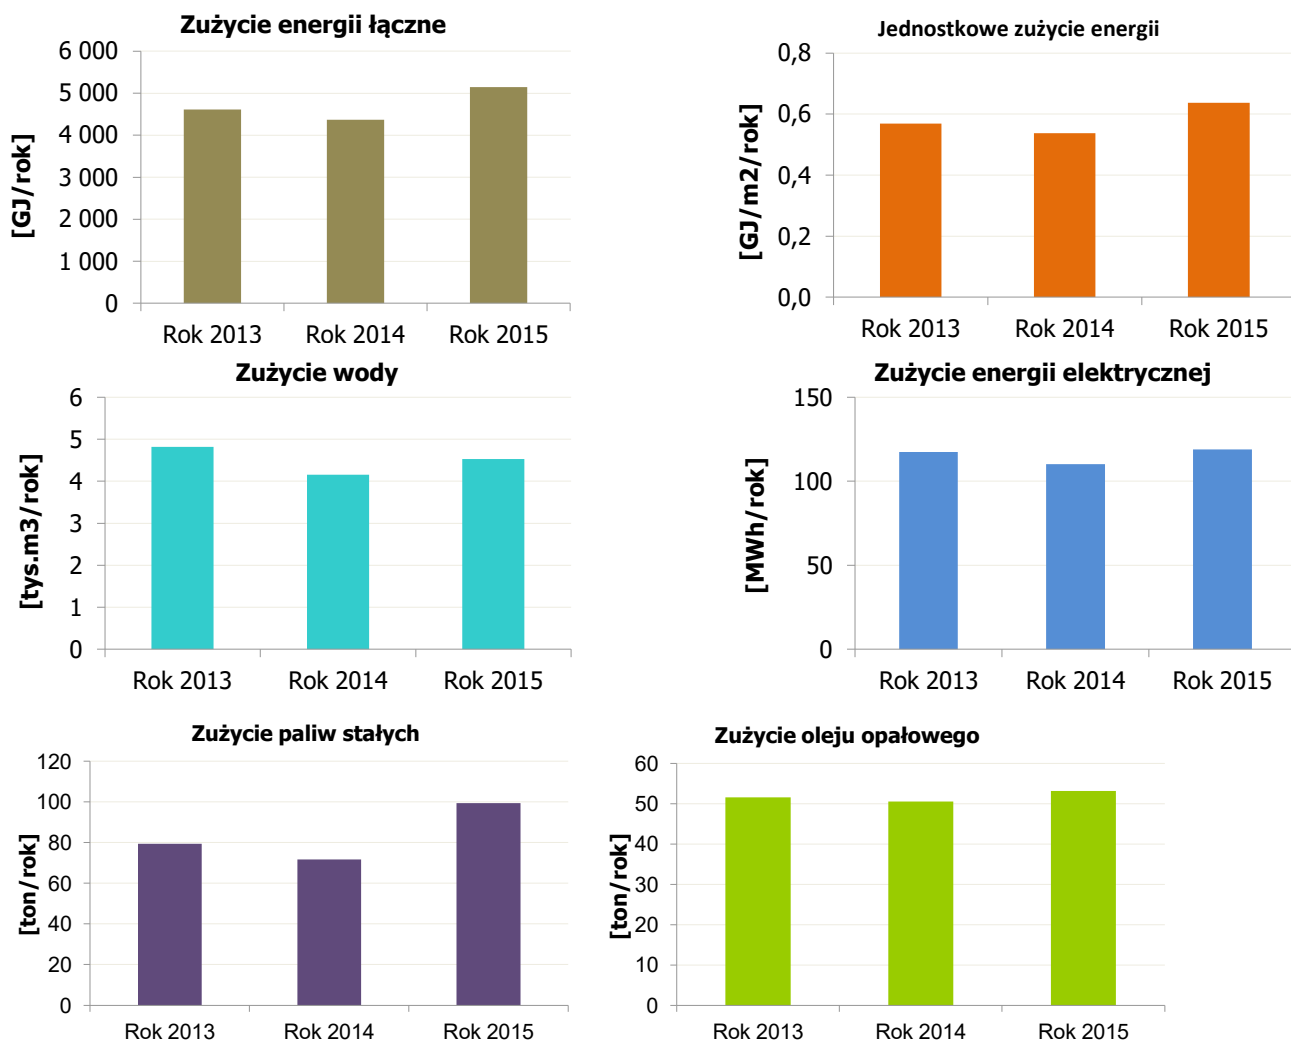 Zużycie energii łączne
[GJ/rok]
6 000
5 000
4 000
3 000
2 000
1 000
0
Rok 2013 Rok 2014 Rok 2015
Jednostkowe zużycie energii
[GJ/m2/rok]
0,8
0,6
0,4
0,2
0,0
Rok 2013 Rok 2014 Rok 2015
Zużycie wody
[tys.m3/rok]
6
5
4
3
2
1
0
Rok 2013 Rok 2014 Rok 2015
Zużycie energii elektrycznej
[MWh/rok]
150
100
50
0
Rok 2013 Rok 2014 Rok 2015
Zużycie paliw stałych
[ton/rok]
120
100
80
60
40
20
0
Rok 2013 Rok 2014 Rok 2015
Zużycie oleju opałowego
[ton/rok]
60
50
40
30
20
10
0
Rok 2013 Rok 2014 Rok 2015